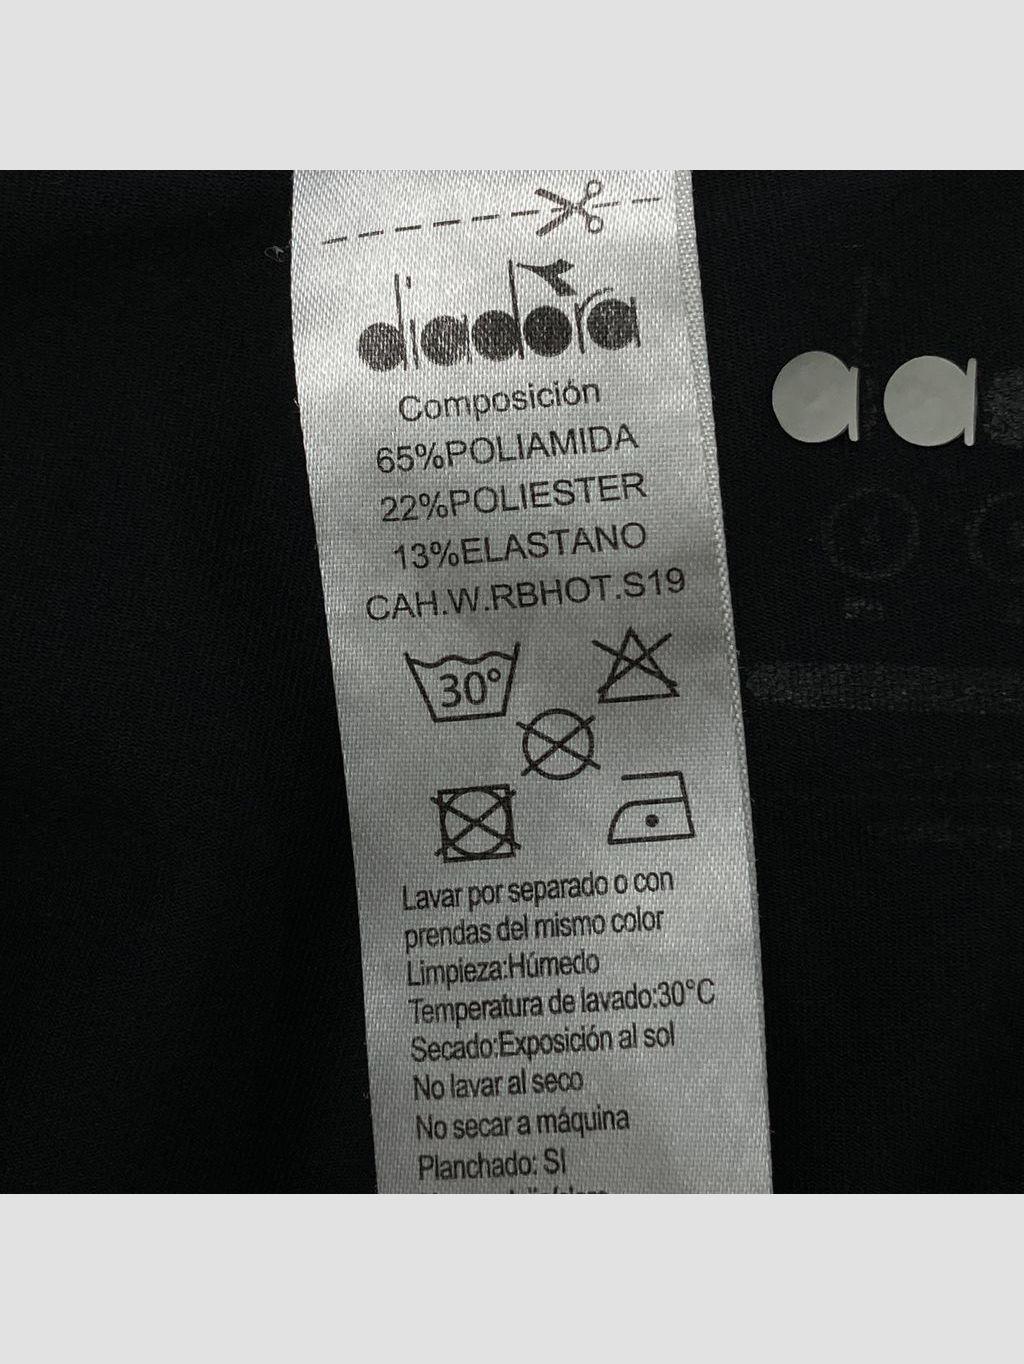 diadora
Composición
65%POLIAMIDA
22%POLIESTER
13%ELASTANO
CAH.W.RBHOT.S19
30°
Lavar por separado o con
prendas del mismo color
Limpieza:Húmedo
Temperatura de lavado:30°C
Secado:Exposición al sol
No lavar al seco
No secar a máquina
Planchado: SI